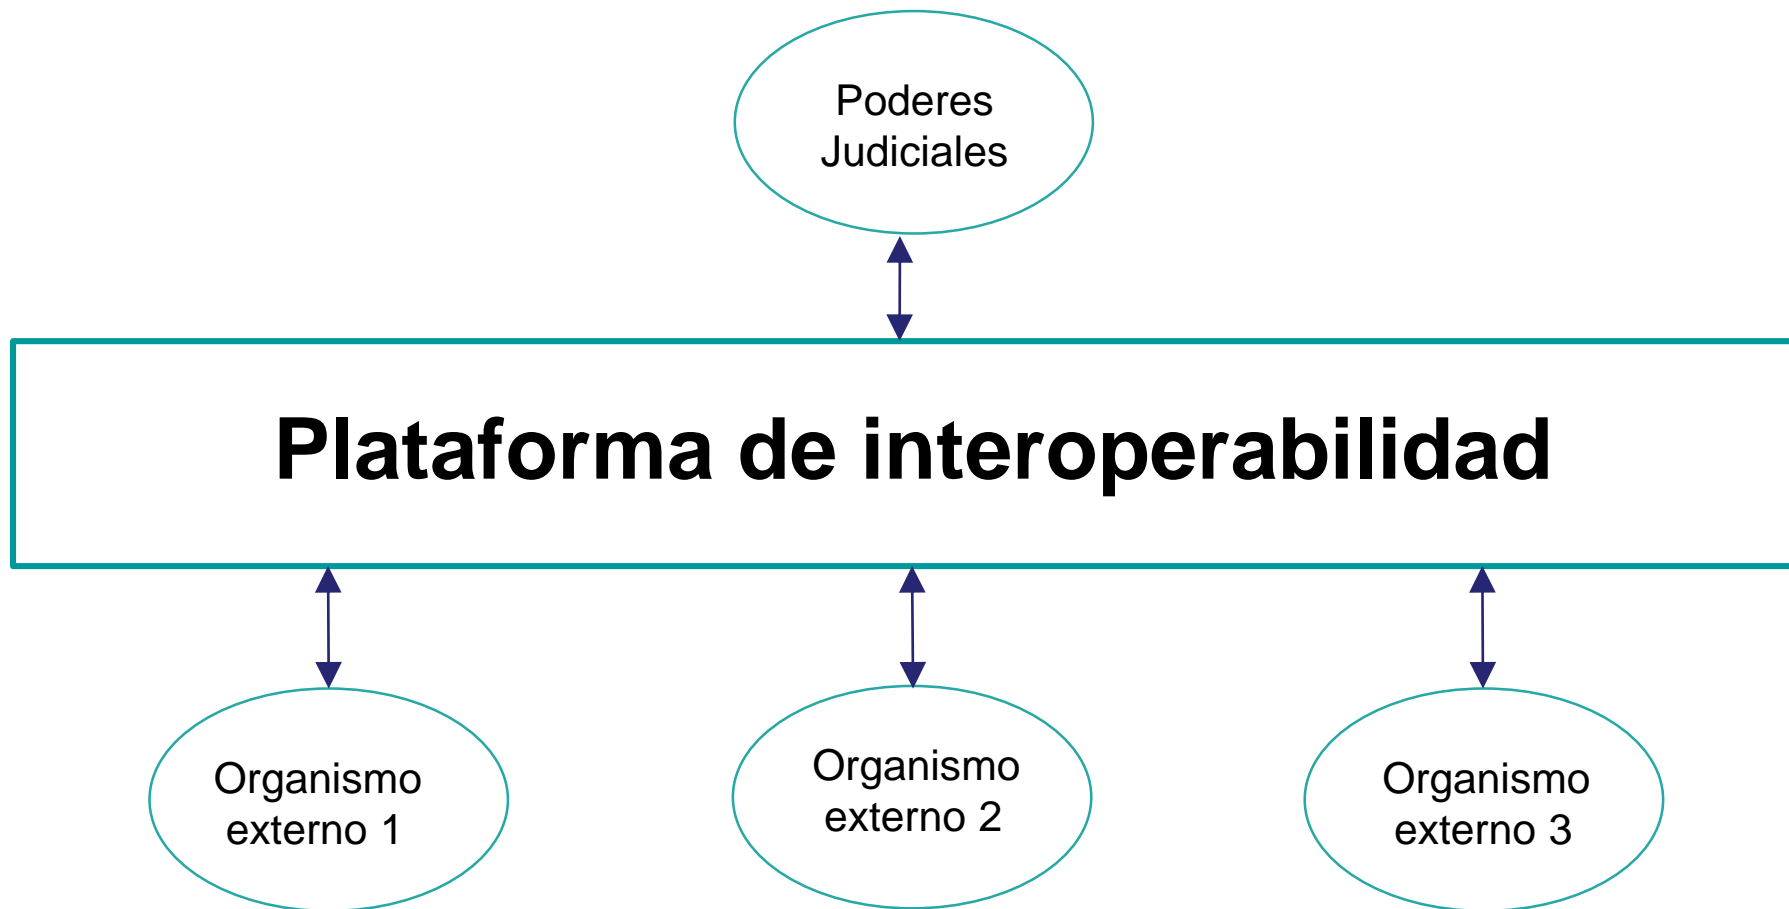 Poderes
Judiciales
Plataforma de interoperabilidad
Organismo
externo 1
Organismo
externo 2
Organismo
externo 3